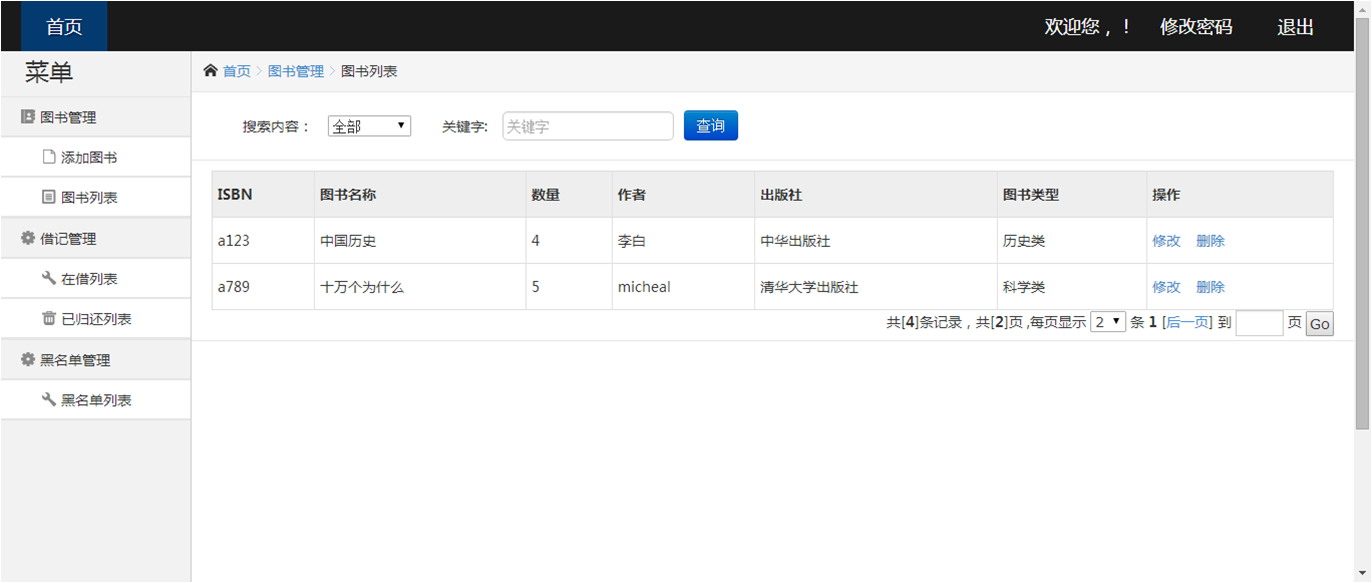 首页 欢迎您，！ 修改密码 退出
菜单
首页 > 图书管理 > 图书列表
图书管理
添加图书
图书列表
借记管理
在借列表
已归还列表
黑名单管理
黑名单列表
搜索内容： 全部 关键字: 关键字 查询
ISBN 图书名称 数量 作者 出版社 图书类型 操作
a123 中国历史 4 李白 中华出版社 历史类 修改 删除
a789 十万个为什么 5 micheal 清华大学出版社 科学类 修改 删除
共[4]条记录，共[2]页 ,每页显示 2 条 1 [后一页] 到 页 Go